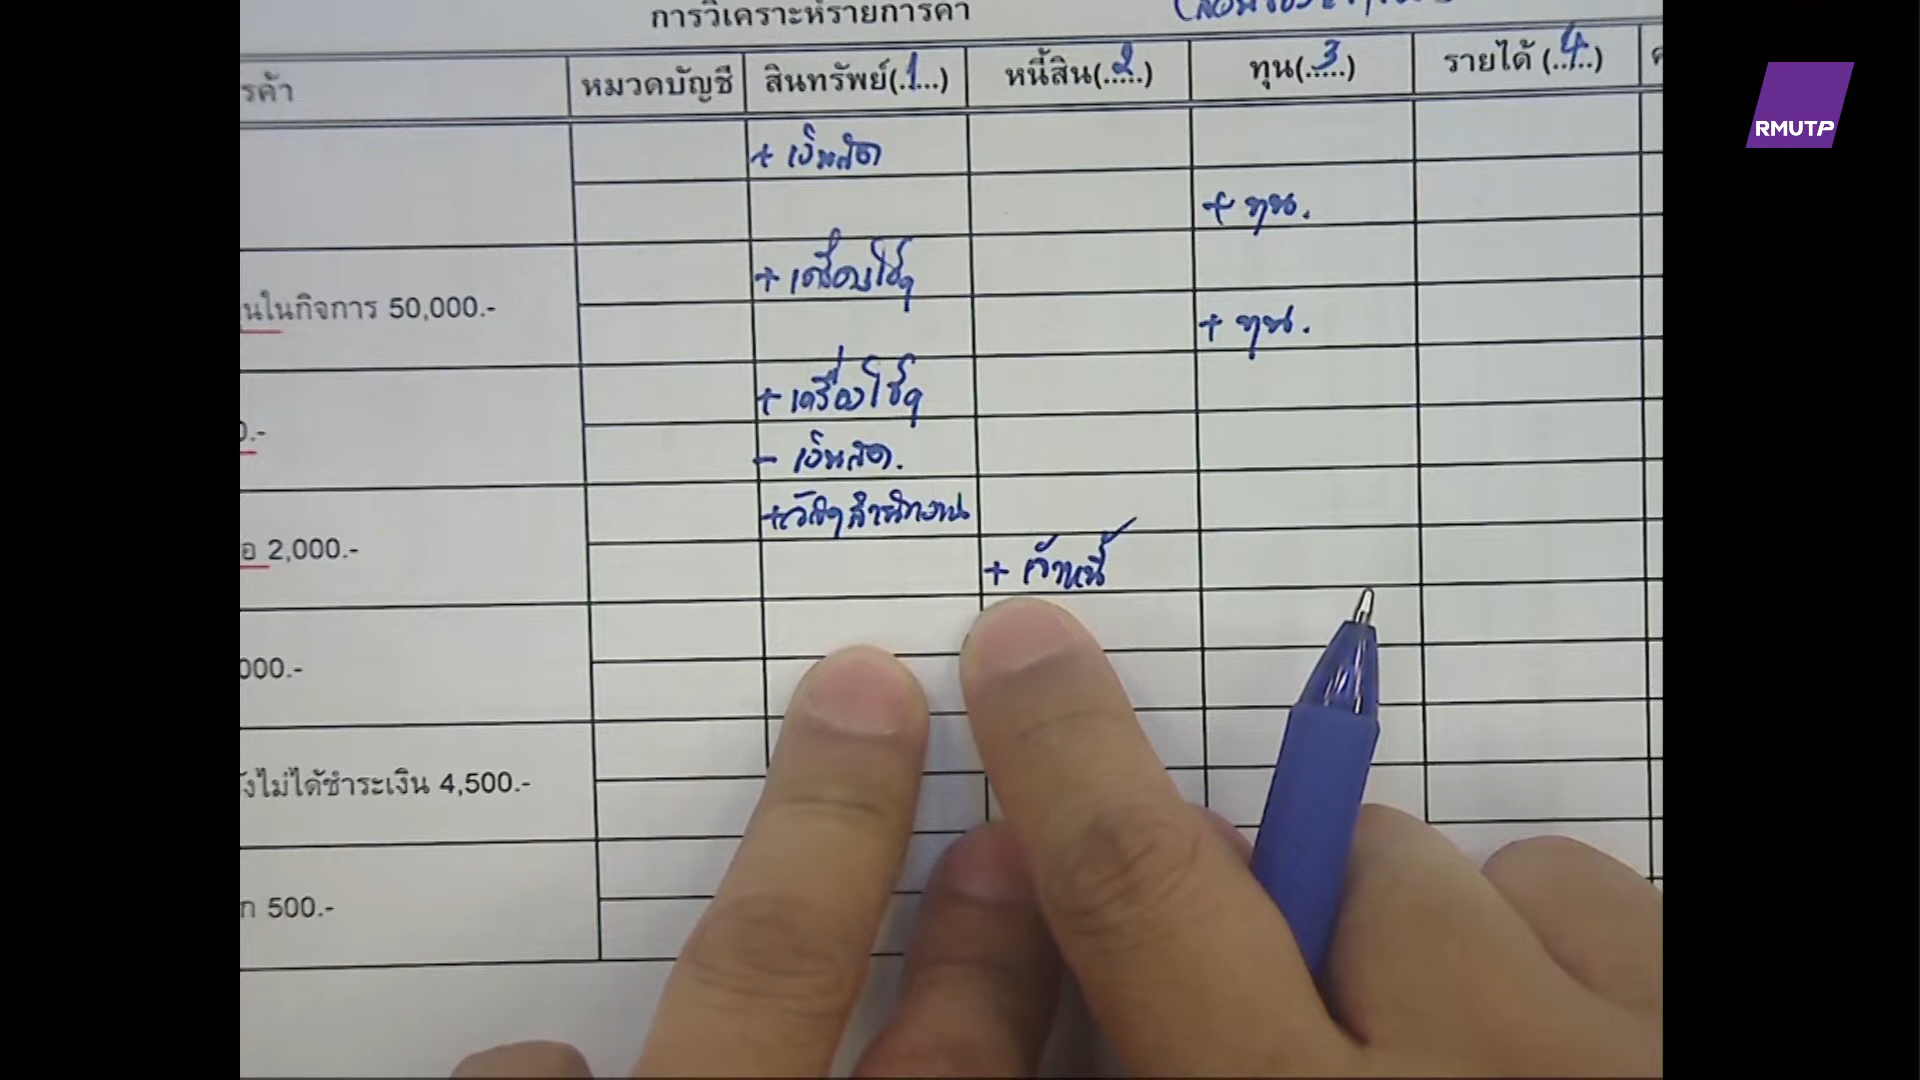 การวิเคราะห์รายการค้า
รค้า หมวดบัญชี สินทรัพย์(.1....) หนี้สิน(..2...) ทุน(..3...) รายได้ (..4..)
+ เงินสด
+ ทุน.
+ เครื่องใช้ฯ
นในกิจการ 50,000.-
+ ทุน.
+ เครื่องใช้ฯ
0.-
- เงินสด.
+วัสดุสำนักงาน
อ 2,000.-
+ เจ้าหนี้
000.-
ังไม่ได้ชำระเงิน 4,500.-
500.-
RMUTP